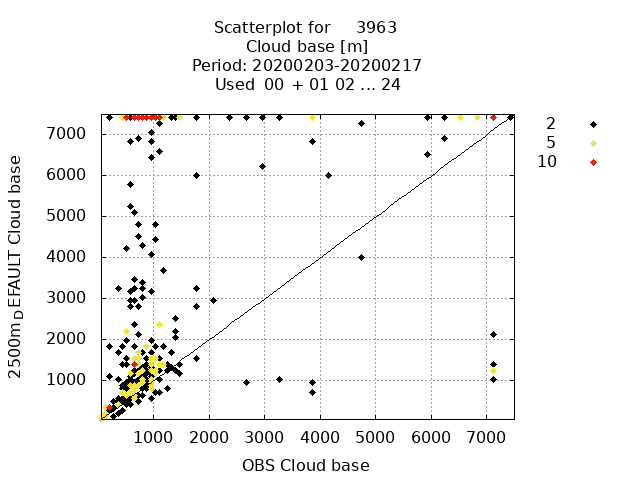 Scatterplot for 3963
Cloud base [m]
Period: 20200203-20200217
Used 00 + 01 02 ... 24
2
5
10
7000
6000
5000
4000
3000
2000
1000
2500m_DEFAULT Cloud base
1000 2000 3000 4000 5000 6000 7000
OBS Cloud base